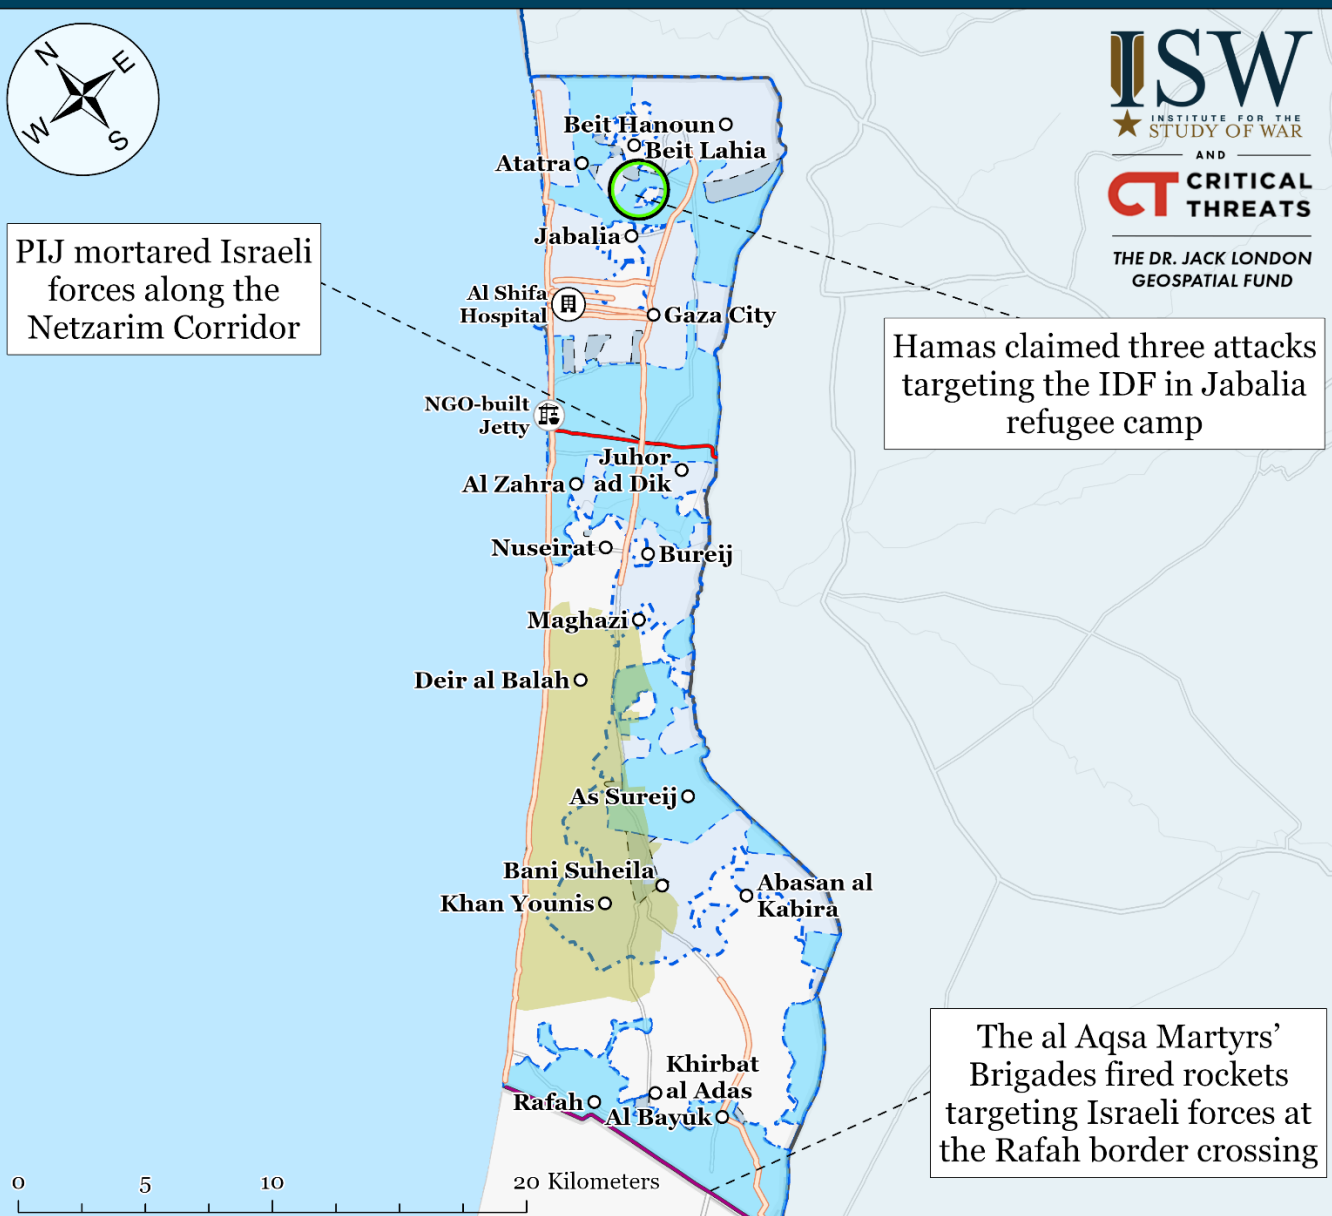 N
E
W
S
ISW
INSTITUTE FOR THE
STUDY OF WAR
AND
CT CRITICAL
THREATS
THE DR. JACK LONDON
GEOSPATIAL FUND
Beit Hanoun
Beit Lahia
Atatra
Jabalia
PIJ mortared Israeli
forces along the
Netzarim Corridor
Al Shifa
Hospital
Gaza City
Hamas claimed three attacks
targeting the IDF in Jabalia
refugee camp
NGO-built
Jetty
Juhor
ad Dik
Al Zahra
Nuseirat
Bureij
Maghazi
Deir al Balah
As Sureij
Bani Suheila
Khan Younis
Abasan al
Kabira
The al Aqsa Martyrs’
Brigades fired rockets
targeting Israeli forces at
the Rafah border crossing
Khirbat
al Adas
Rafah
Al Bayuk
0 5 10 20 Kilometers